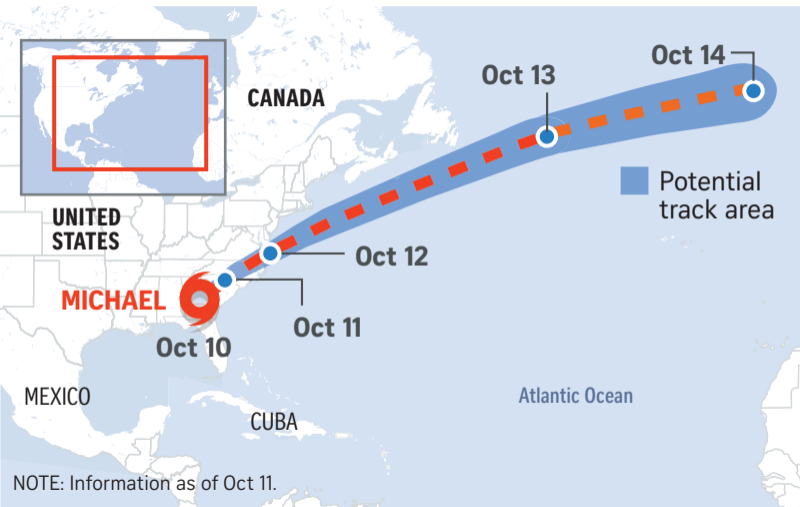 Oct 14
Oct 13
CANADA
Potential
track area
UNITED
STATES
Oct 12
MICHAEL
Oct 11
Oct 10
MEXICO
Atlantic Ocean
CUBA
NOTE: Information as of Oct 11.